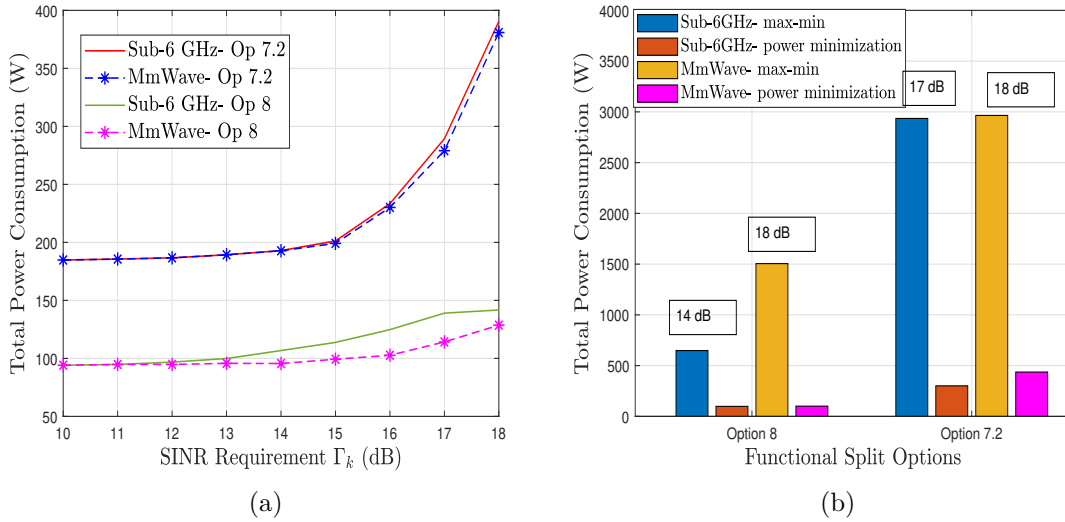 400
350
300
250
200
150
100
50
Total Power Consumption (W)
Sub-6 GHz- Op 7.2
MmWave- Op 7.2
Sub-6 GHz- Op 8
MmWave- Op 8
10 11 12 13 14 15 16 17 18
SINR Requirement Γₖ (dB)
(a)
4000
3500
3000
2500
2000
1500
1000
500
0
Total Power Consumption (W)
Sub-6GHz- max-min
Sub-6GHz- power minimization
MmWave- max-min
MmWave- power minimization
17 dB
18 dB
18 dB
14 dB
Option 8 Option 7.2
Functional Split Options
(b)